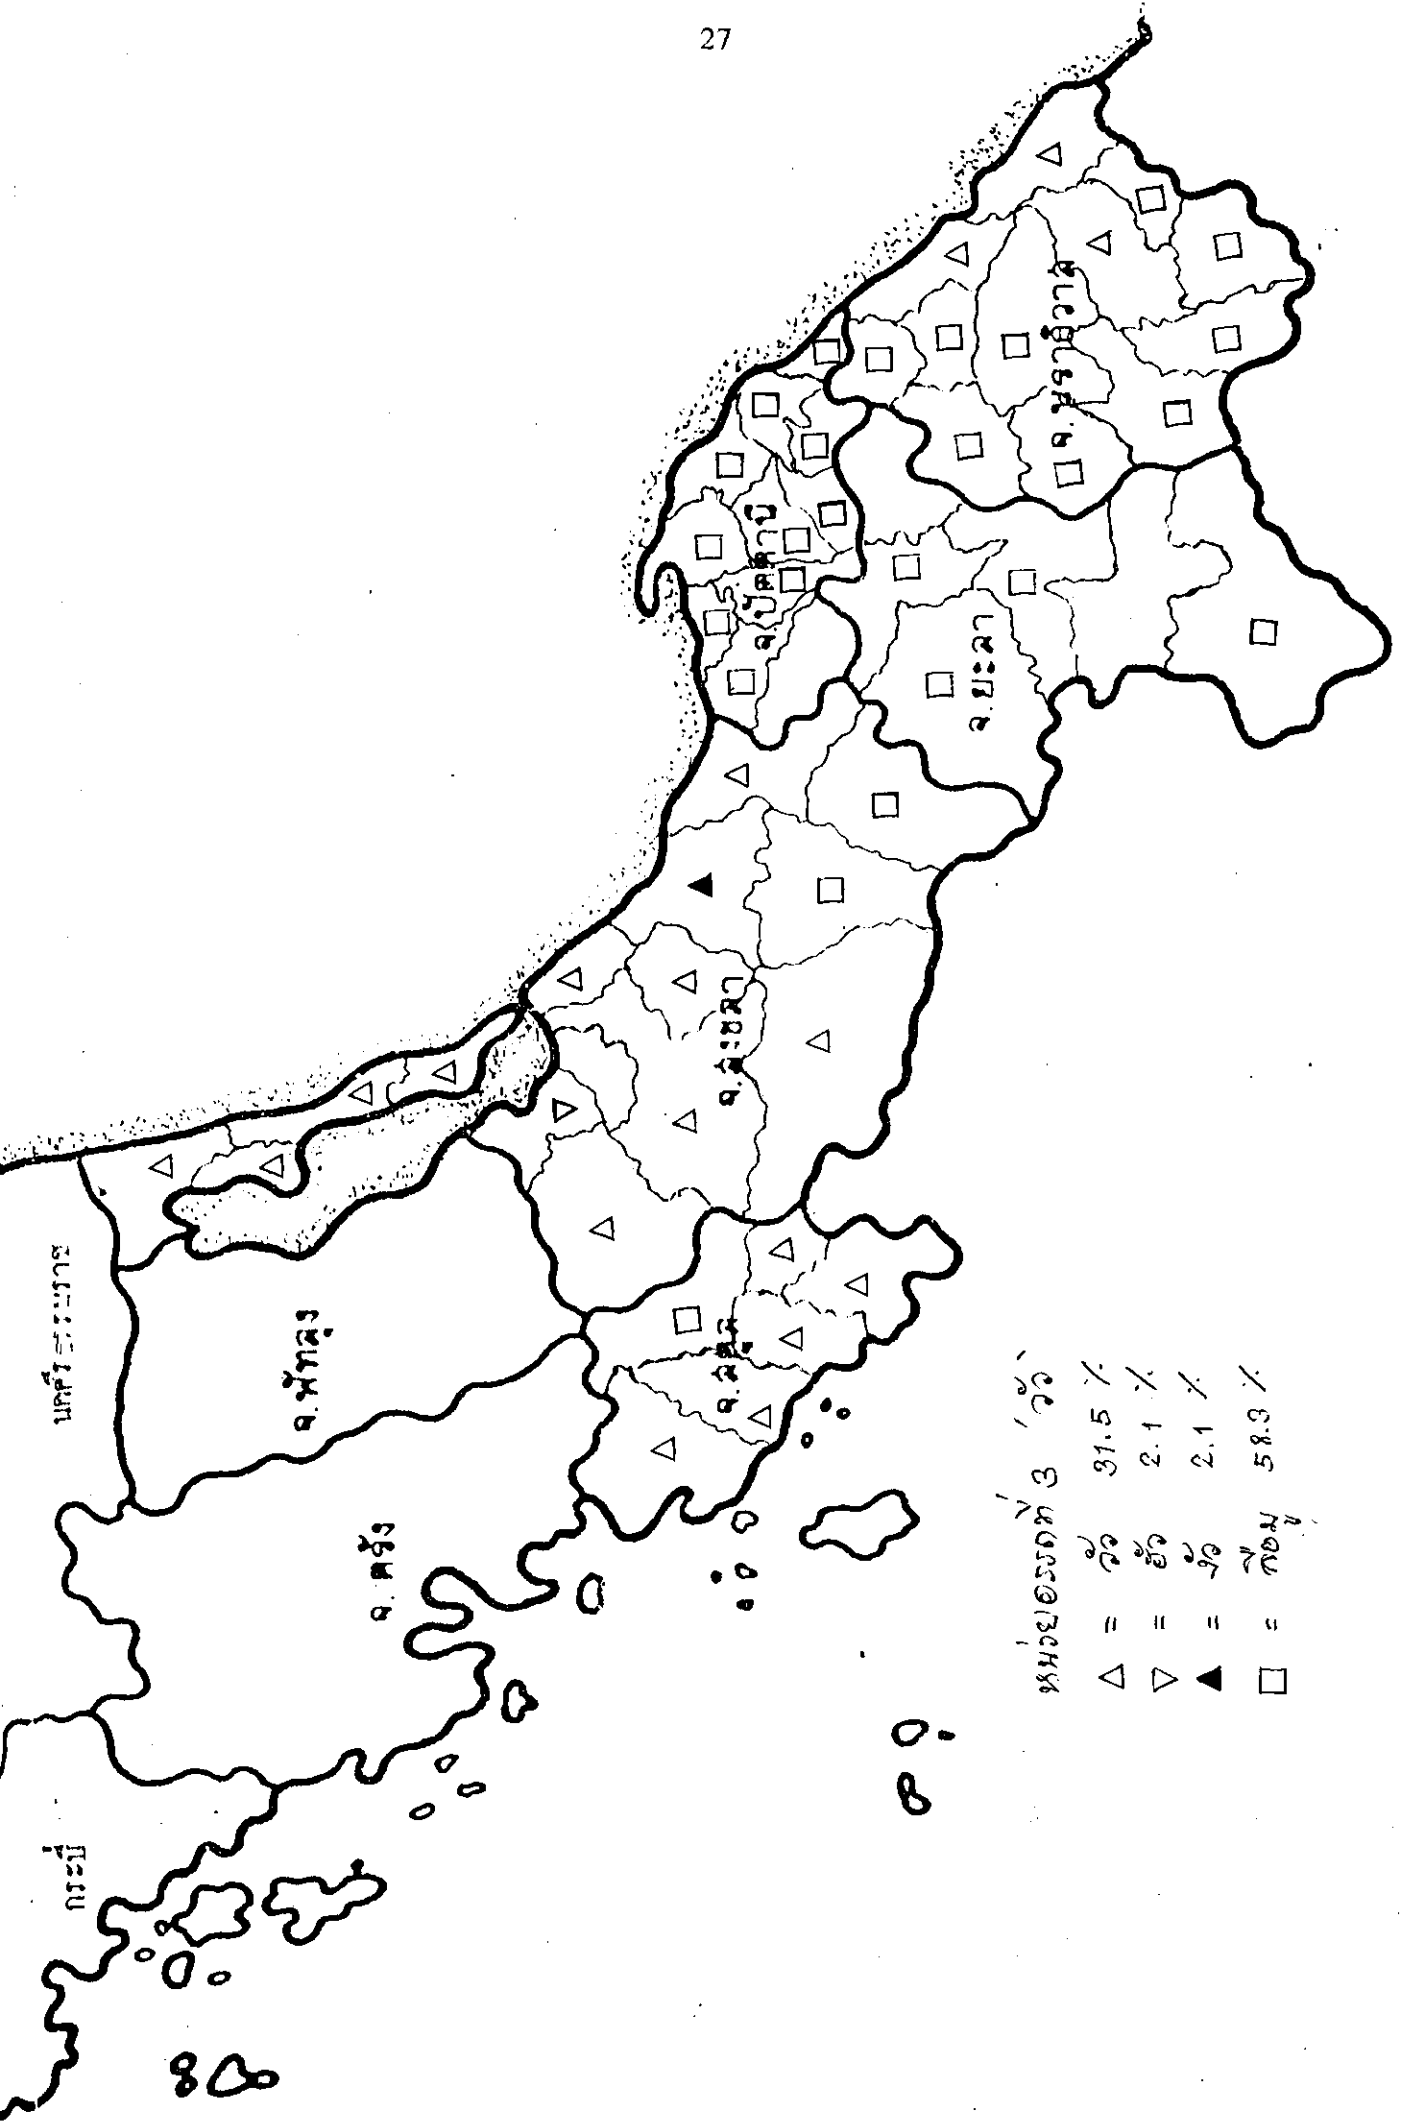 27
นครศรีธรรมราช
จ.พัทลุง
จ.ตรัง
กระบี่
จ.สงขลา
จ.สตูล
จ.ปัตตานี
จ.ยะลา
จ.นราธิวาส
หน่วยอรรถที่ 3 'วัว'
△ = วัว 31.5 %
▽ = ฮัว 2.1 %
▲ = งัว 2.1 %
□ = 58.3 %